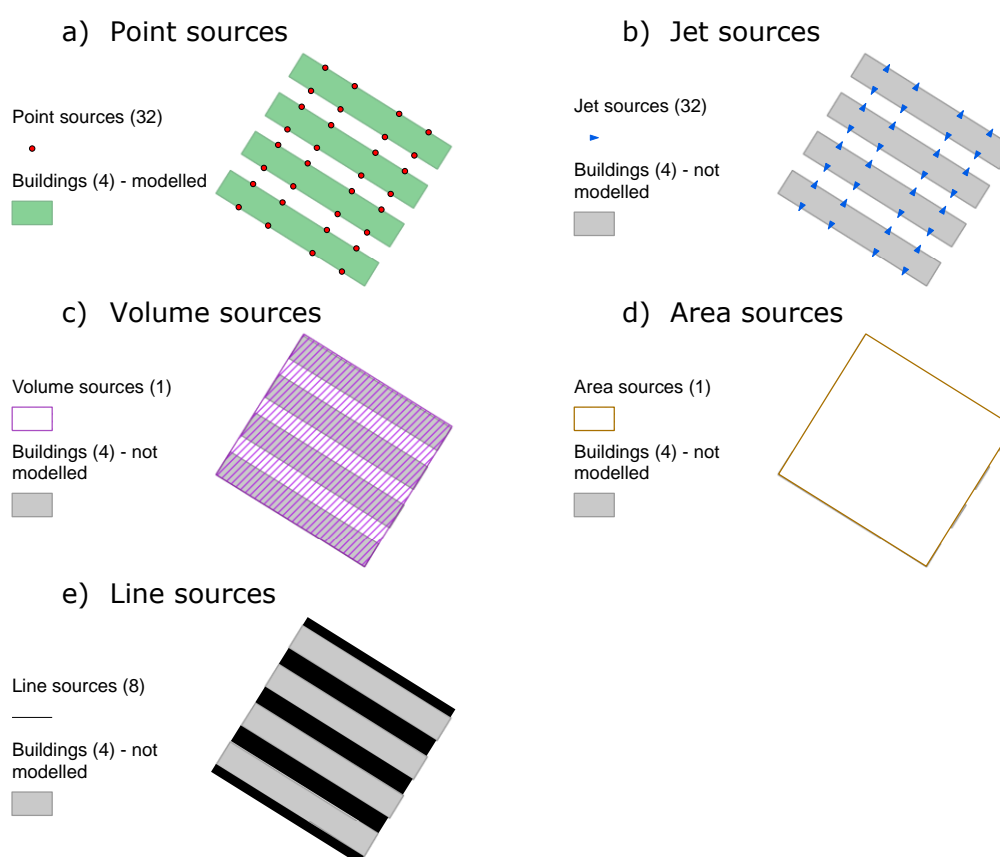 a) Point sources
Point sources (32)
Buildings (4) - modelled
b) Jet sources
Jet sources (32)
Buildings (4) - not
modelled
c) Volume sources
Volume sources (1)
Buildings (4) - not
modelled
d) Area sources
Area sources (1)
Buildings (4) - not
modelled
e) Line sources
Line sources (8)
Buildings (4) - not
modelled